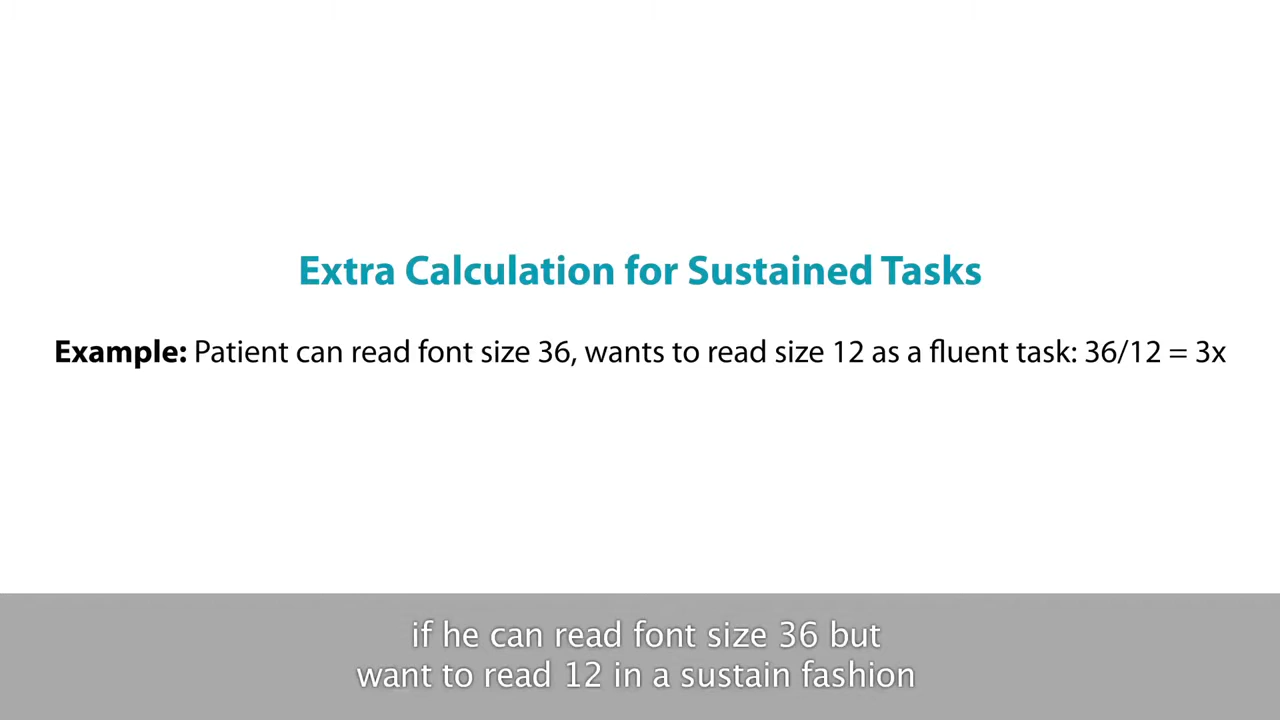 Extra Calculation for Sustained Tasks
Example: Patient can read font size 36, wants to read size 12 as a fluent task: 36/12 = 3x
if he can read font size 36 but
want to read 12 in a sustain fashion